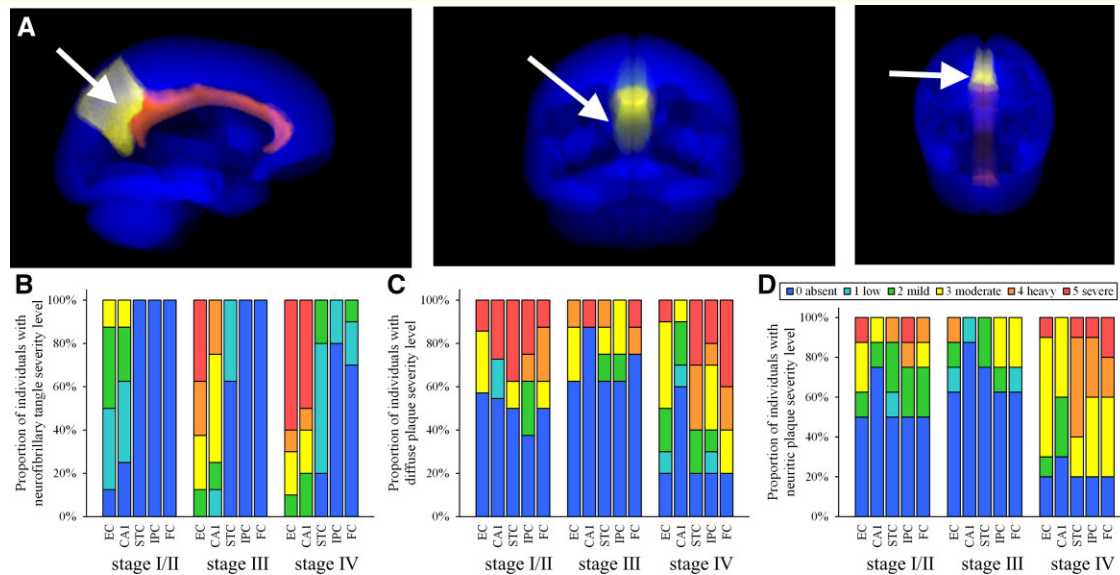 A
B
Proportion of individuals with
neurofibrillary tangle severity level
100%
80%
60%
40%
20%
0%
EC
CA1
STC
IPC
FC
EC
CA1
STC
IPC
FC
EC
CA1
STC
IPC
FC
stage I/II
stage III
stage IV
C
Proportion of individuals with
diffuse plaque severity level
100%
80%
60%
40%
20%
0%
EC
CA1
STC
IPC
FC
EC
CA1
STC
IPC
FC
EC
CA1
STC
IPC
FC
stage I/II
stage III
stage IV
D
0 absent
1 low
2 mild
3 moderate
4 heavy
5 severe
Proportion of individuals with
neuritic plaque severity level
100%
80%
60%
40%
20%
0%
EC
CA1
STC
IPC
FC
EC
CA1
STC
IPC
FC
EC
CA1
STC
IPC
FC
stage I/II
stage III
stage IV